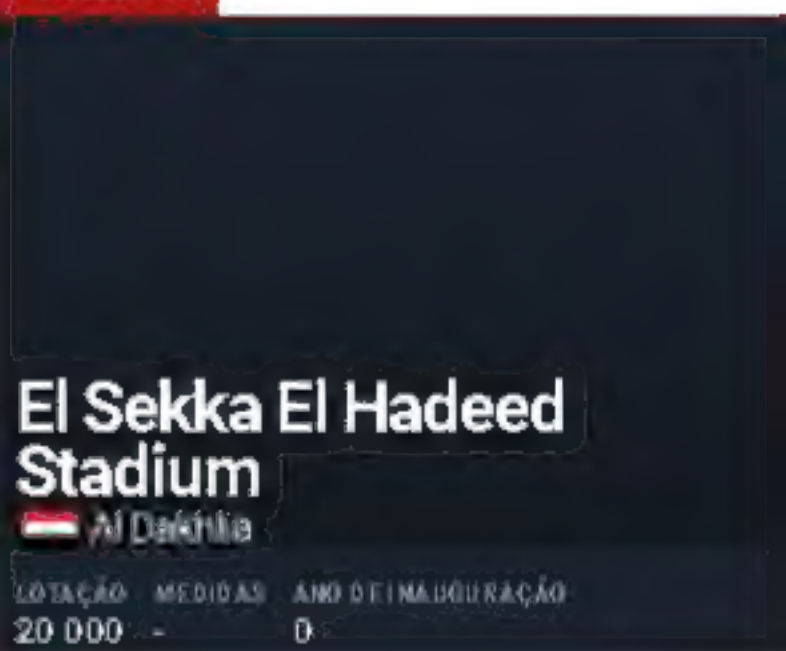 El Sekka El Hadeed
Stadium
Al Dakhlia
LOTAÇÃO MEDIDAS ANO DE INAUGURAÇÃO
20 000 - 0